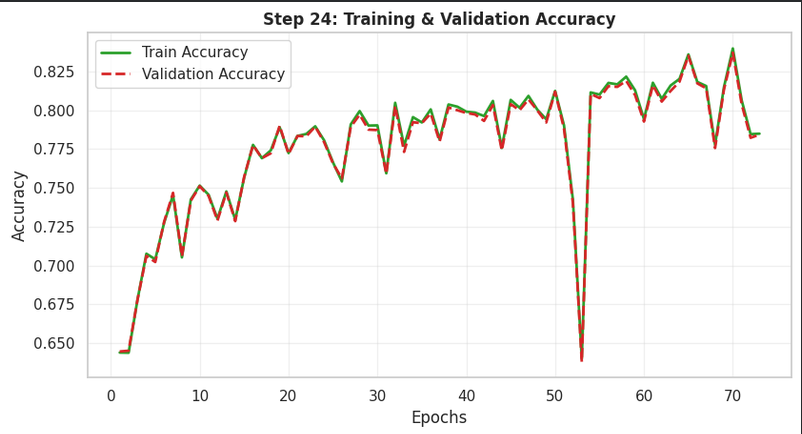 Step 24: Training & Validation Accuracy
Train Accuracy
Validation Accuracy
Accuracy
0.825
0.800
0.775
0.750
0.725
0.700
0.675
0.650
0 10 20 30 40 50 60 70
Epochs